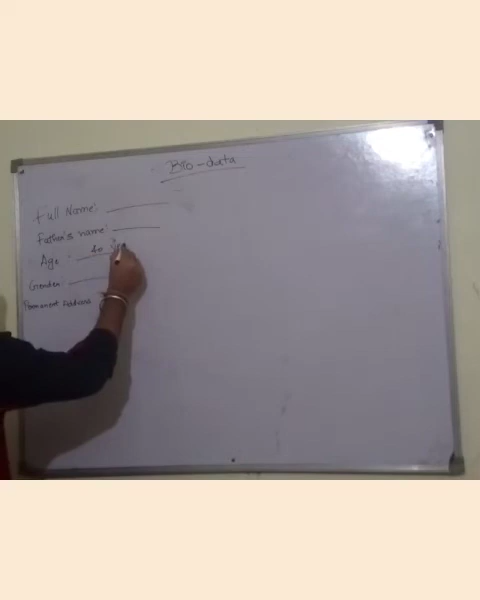 Bio-data
Full Name:
Father's name:
Age :
Gender:
Permanent Address